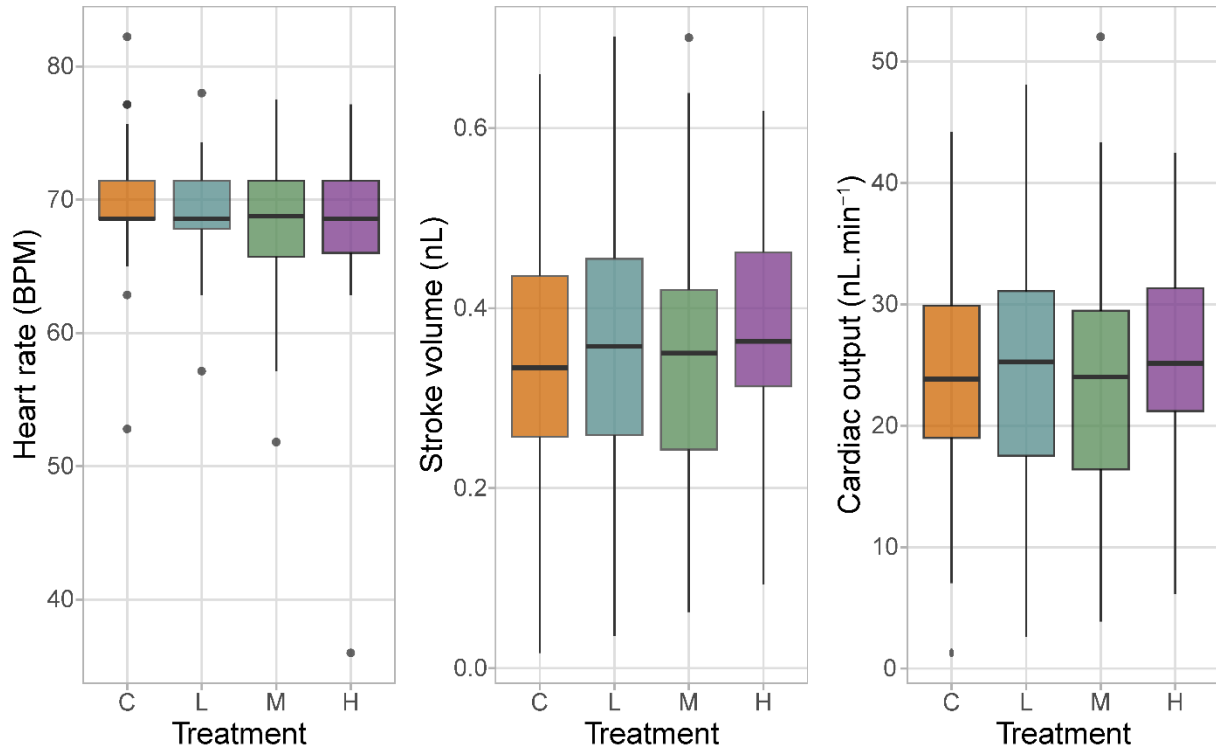 Heart rate (BPM)
80
70
60
50
40
C L M H
Treatment
Stroke volume (nL)
0.6
0.4
0.2
0.0
C L M H
Treatment
Cardiac output (nL.min⁻¹)
50
40
30
20
10
0
C L M H
Treatment